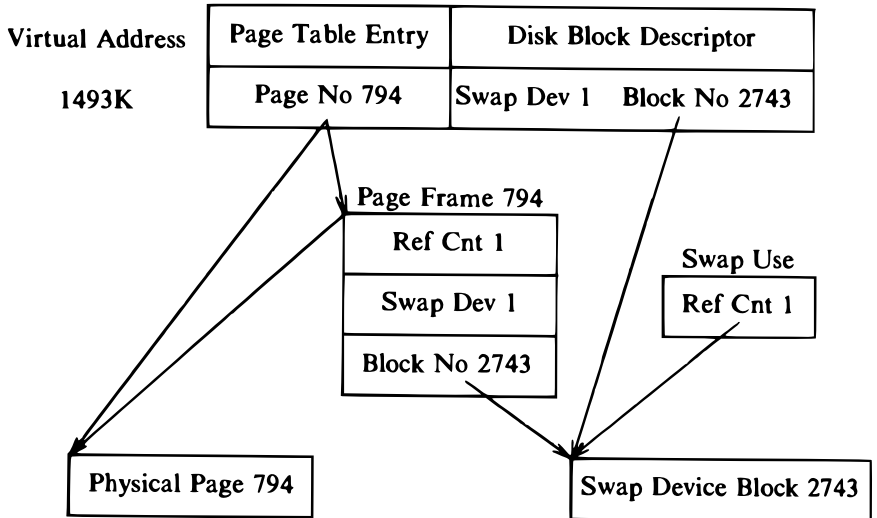 Virtual Address
Page Table Entry
Disk Block Descriptor
1493K
Page No 794
Swap Dev 1
Block No 2743
Page Frame 794
Ref Cnt 1
Swap Dev 1
Block No 2743
Swap Use
Ref Cnt 1
Physical Page 794
Swap Device Block 2743